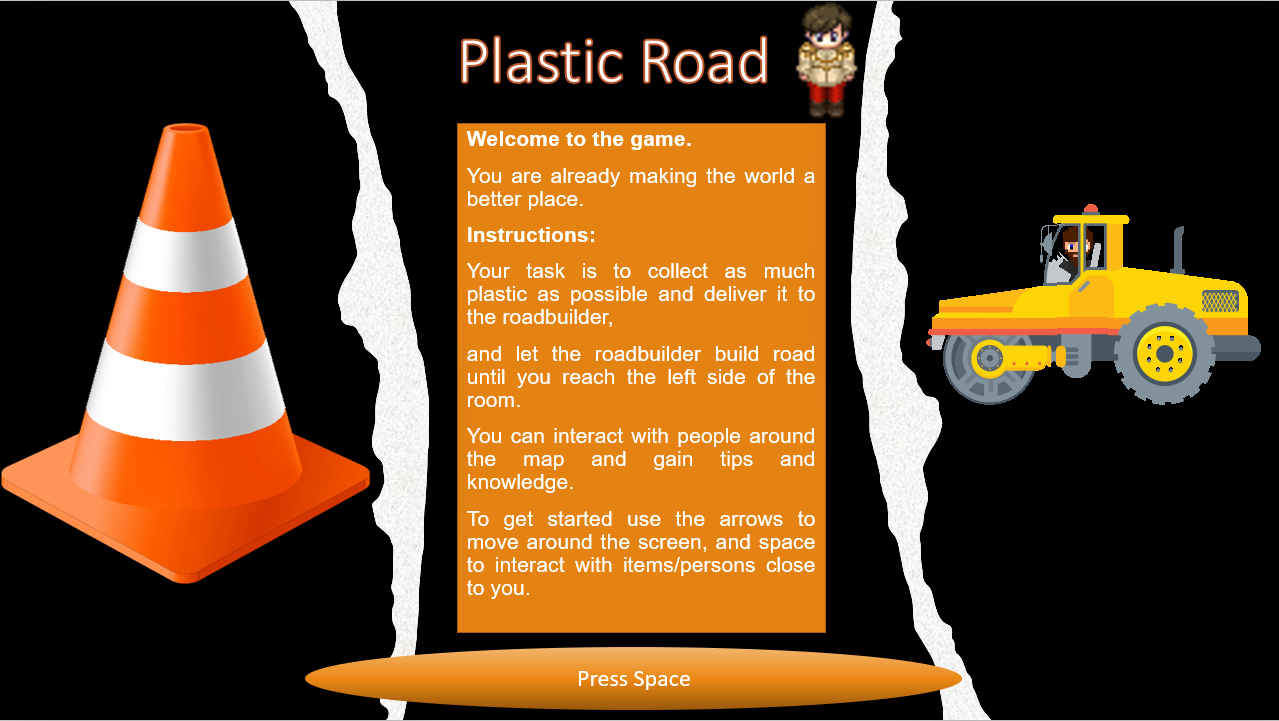 Plastic Road
Welcome to the game.
You are already making the world a
better place.
Instructions:
Your task is to collect as much
plastic as possible and deliver it to
the roadbuilder,
and let the roadbuilder build road
until you reach the left side of the
room.
You can interact with people around
the map and gain tips and
knowledge.
To get started use the arrows to
move around the screen, and space
to interact with items/persons close
to you.
Press Space